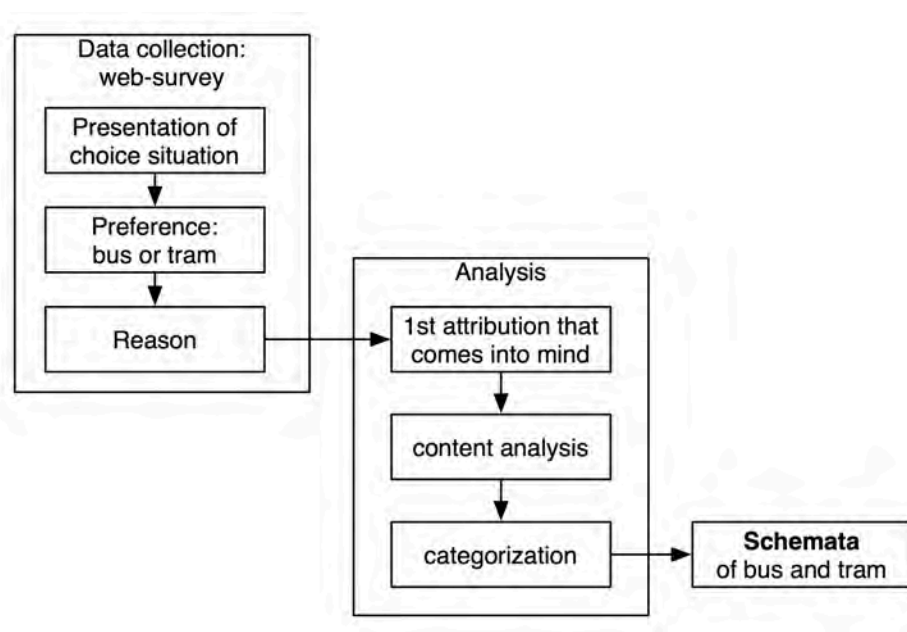 Data collection:
web-survey
Presentation of
choice situation
Preference:
bus or tram
Reason
Analysis
1st attribution that
comes into mind
content analysis
categorization
Schemata
of bus and tram